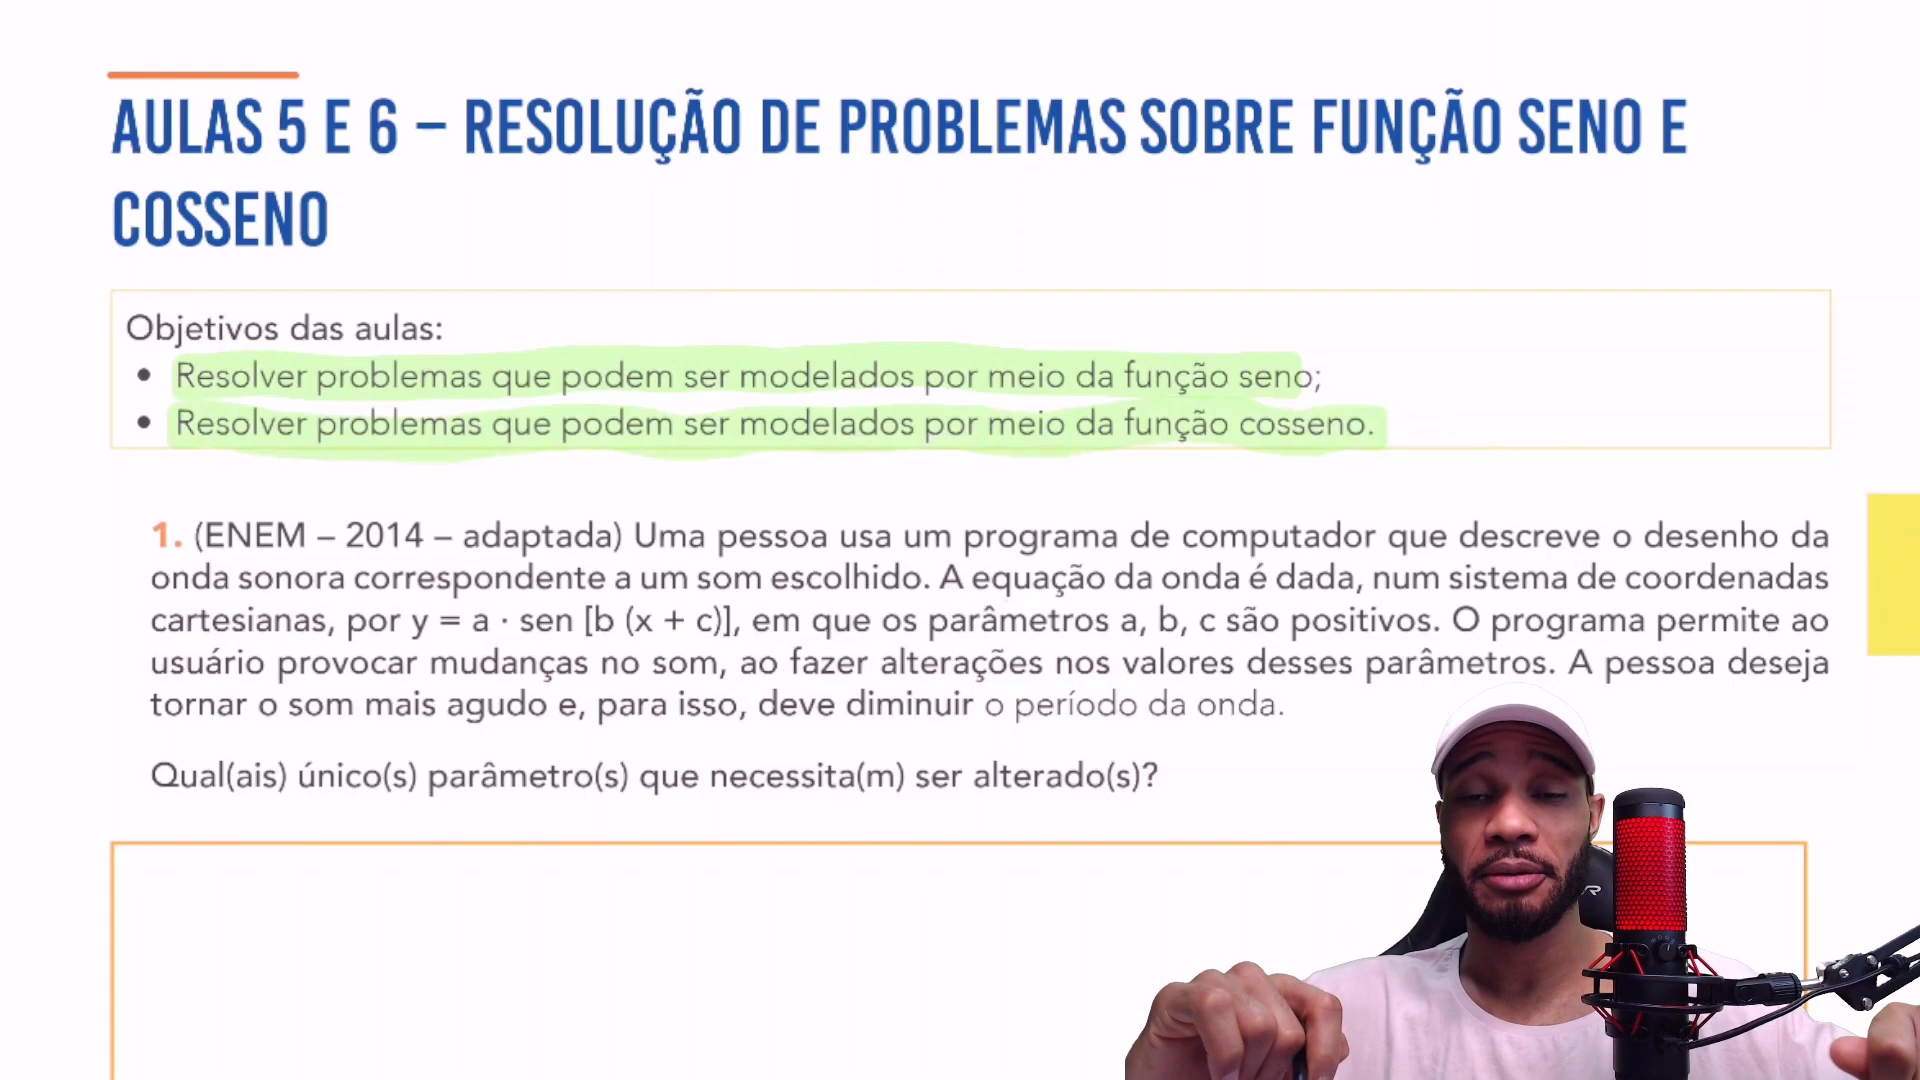 AULAS 5 E 6 – RESOLUÇÃO DE PROBLEMAS SOBRE FUNÇÃO SENO E
COSSENO
Objetivos das aulas:
• Resolver problemas que podem ser modelados por meio da função seno;
• Resolver problemas que podem ser modelados por meio da função cosseno.
1. (ENEM – 2014 – adaptada) Uma pessoa usa um programa de computador que descreve o desenho da
onda sonora correspondente a um som escolhido. A equação da onda é dada, num sistema de coordenadas
cartesianas, por y = a · sen [b (x + c)], em que os parâmetros a, b, c são positivos. O programa permite ao
usuário provocar mudanças no som, ao fazer alterações nos valores desses parâmetros. A pessoa deseja
tornar o som mais agudo e, para isso, deve diminuir o período da onda.
Qual(ais) único(s) parâmetro(s) que necessita(m) ser alterado(s)?